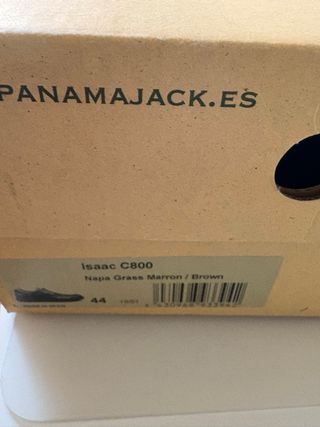 PANAMAJACK.ES
Isaac C800
Napa Grass Marron / Brown
44